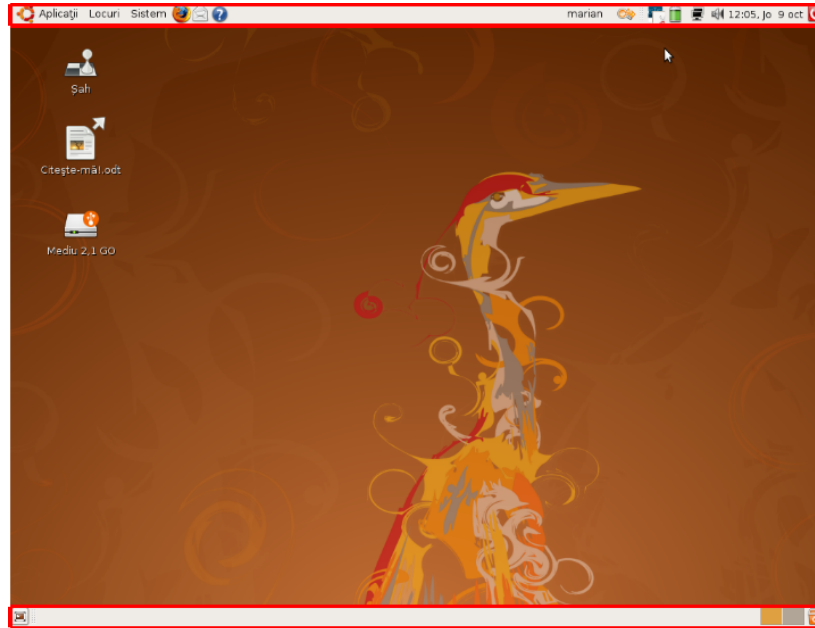 Aplicații Locuri Sistem marian 12:05, Jo 9 oct
Șah
Citește-mă!.odt
Mediu 2,1 GO